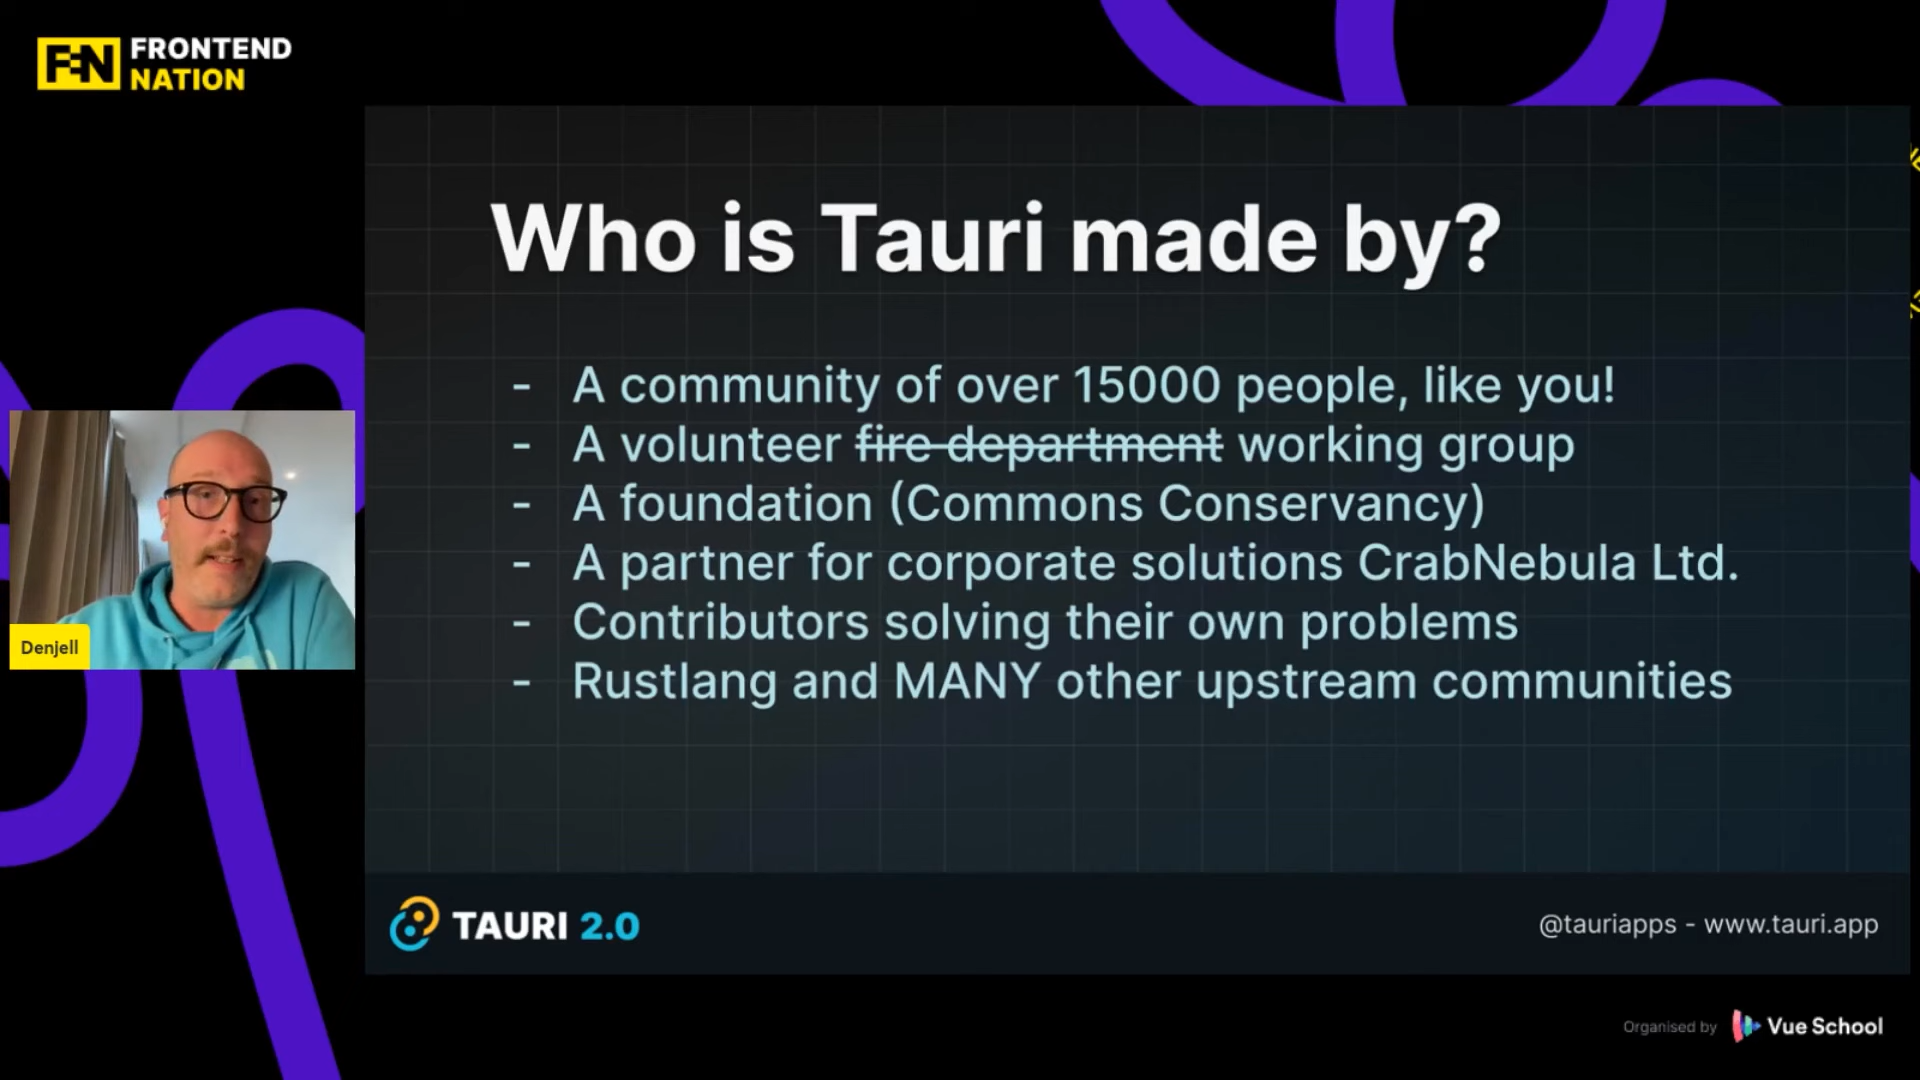 FRONTEND
NATION
Who is Tauri made by?
- A community of over 15000 people, like you!
- A volunteer fire department working group
- A foundation (Commons Conservancy)
- A partner for corporate solutions CrabNebula Ltd.
- Contributors solving their own problems
- Rustlang and MANY other upstream communities
Denjell
TAURI 2.0
@tauriapps - www.tauri.app
Organised by Vue School